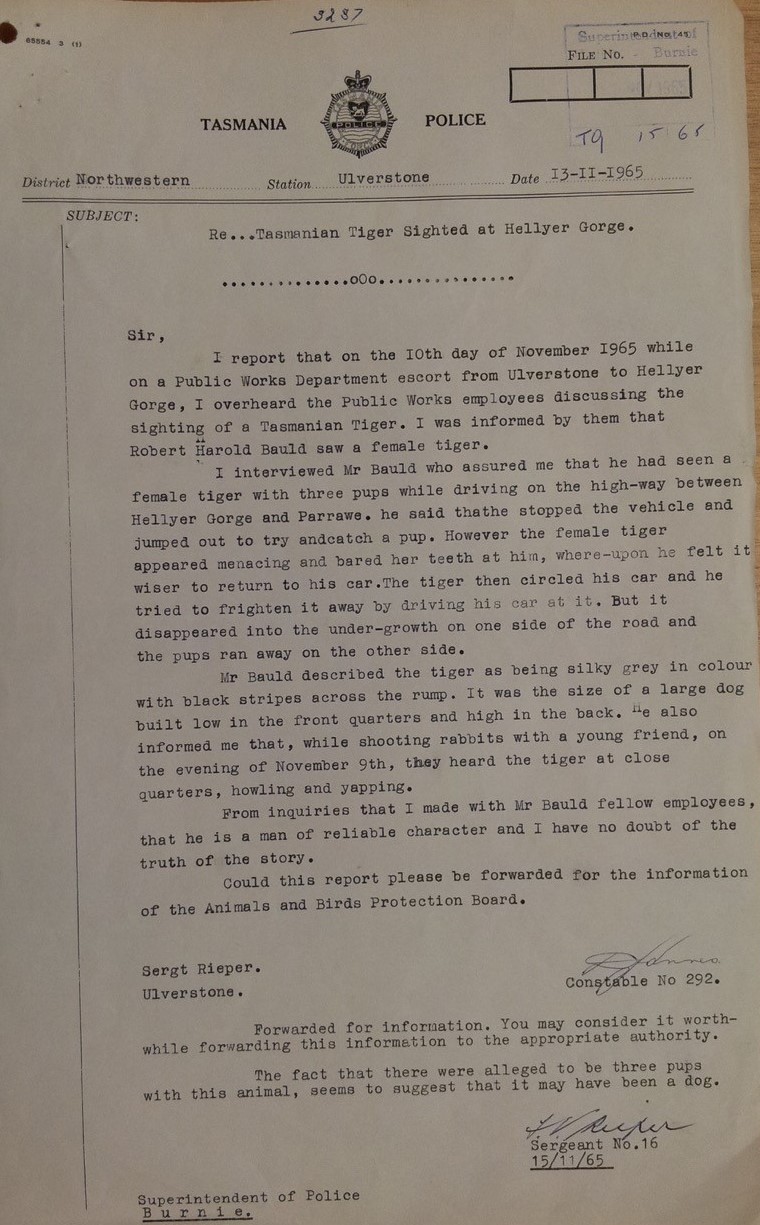 3237
85554 3 (1)
Superintendent of
P.D. NO. (45)
FILE NO.
Burnie
TASMANIA
POLICE
POLICE
T9 15 65
District Northwestern Station Ulverstone Date I3-II-I965
SUBJECT:
Re...Tasmanian Tiger Sighted at Hellyer Gorge.
...............oOo................
Sir,
I report that on the I0th day of November I965 while
on a Public Works Department escort from Ulverstone to Hellyer
Gorge, I overheard the Public Works employees discussing the
sighting of a Tasmanian Tiger. I was informed by them that
Robert Harold Bauld saw a female tiger.
I interviewed Mr Bauld who assured me that he had seen a
female tiger with three pups while driving on the high-way between
Hellyer Gorge and Parrawe. he said thathe stopped the vehicle and
jumped out to try andcatch a pup. However the female tiger
appeared menacing and bared her teeth at him, where-upon he felt it
wiser to return to his car.The tiger then circled his car and he
tried to frighten it away by driving his car at it. But it
disappeared into the under-growth on one side of the road and
the pups ran away on the other side.
Mr Bauld described the tiger as being silky grey in colour
with black stripes across the rump. It was the size of a large dog
built low in the front quarters and high in the back. He also
informed me that, while shooting rabbits with a young friend, on
the evening of November 9th, they heard the tiger at close
quarters, howling and yapping.
From inquiries that I made with Mr Bauld fellow employees,
that he is a man of reliable character and I have no doubt of the
truth of the story.
Could this report please be forwarded for the information
of the Animals and Birds Protection Board.
Sergt Rieper.
Constable No 292.
Ulverstone.
Forwarded for information. You may consider it worth-
while forwarding this information to the appropriate authority.
The fact that there were alleged to be three pups
with this animal, seems to suggest that it may have been a dog.
Rieper
Sergeant No.16
15/11/65
Superintendent of Police
B u r n i e.